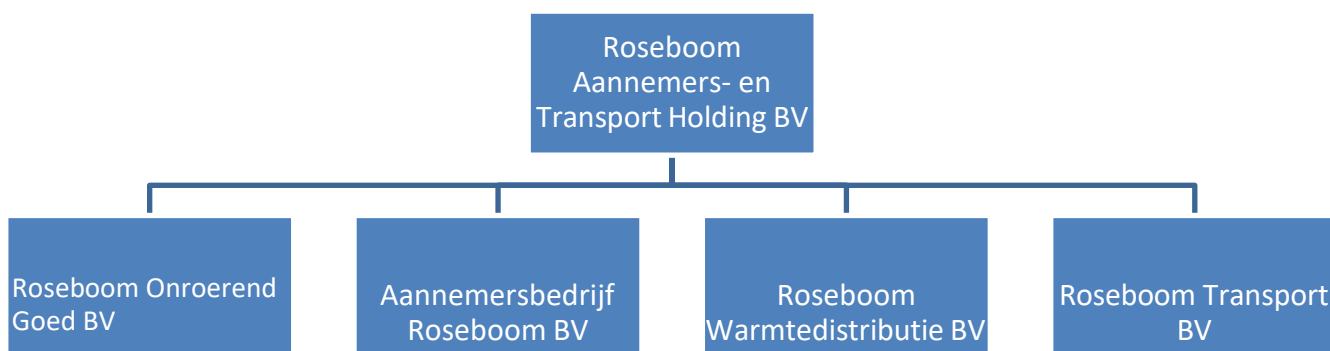 Roseboom
Aannemers- en
Transport Holding BV
Roseboom Onroerend
Goed BV
Aannemersbedrijf
Roseboom BV
Roseboom
Warmtedistributie BV
Roseboom Transport
BV